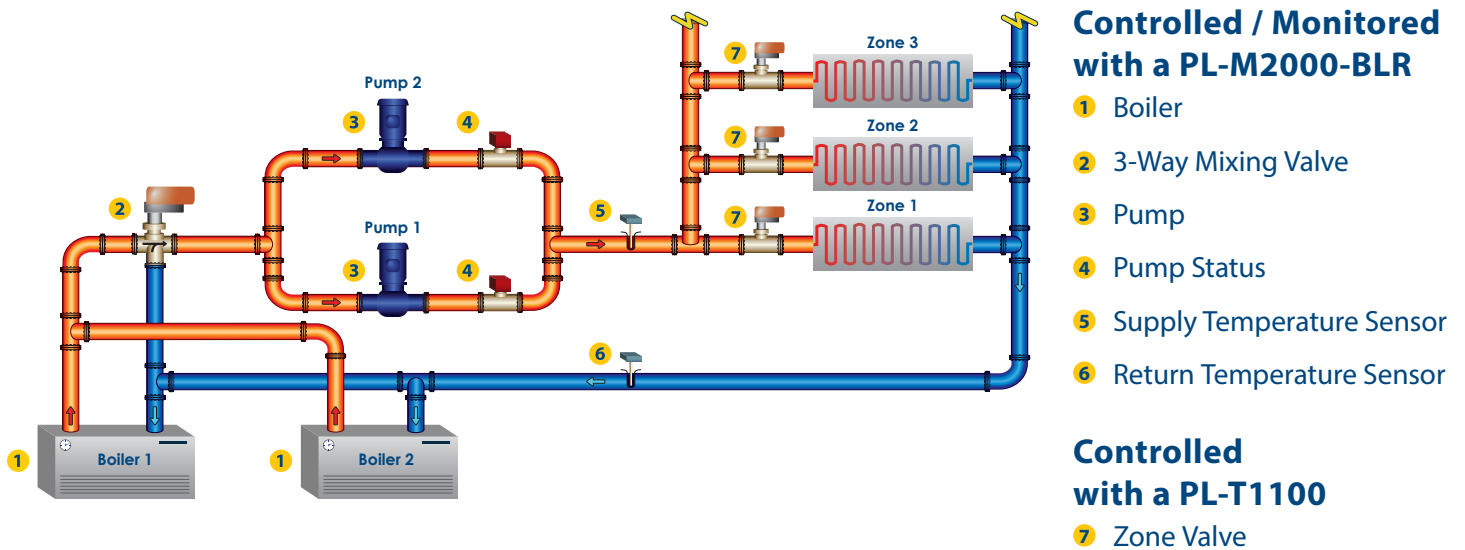 Controlled / Monitored
with a PL-M2000-BLR
1 Boiler
2 3-Way Mixing Valve
3 Pump
4 Pump Status
5 Supply Temperature Sensor
6 Return Temperature Sensor
Controlled
with a PL-T1100
7 Zone Valve
Zone 3
7
Pump 2
3
4
Zone 2
7
2
Zone 1
5
7
Pump 1
3
4
6
1
Boiler 1
1
Boiler 2